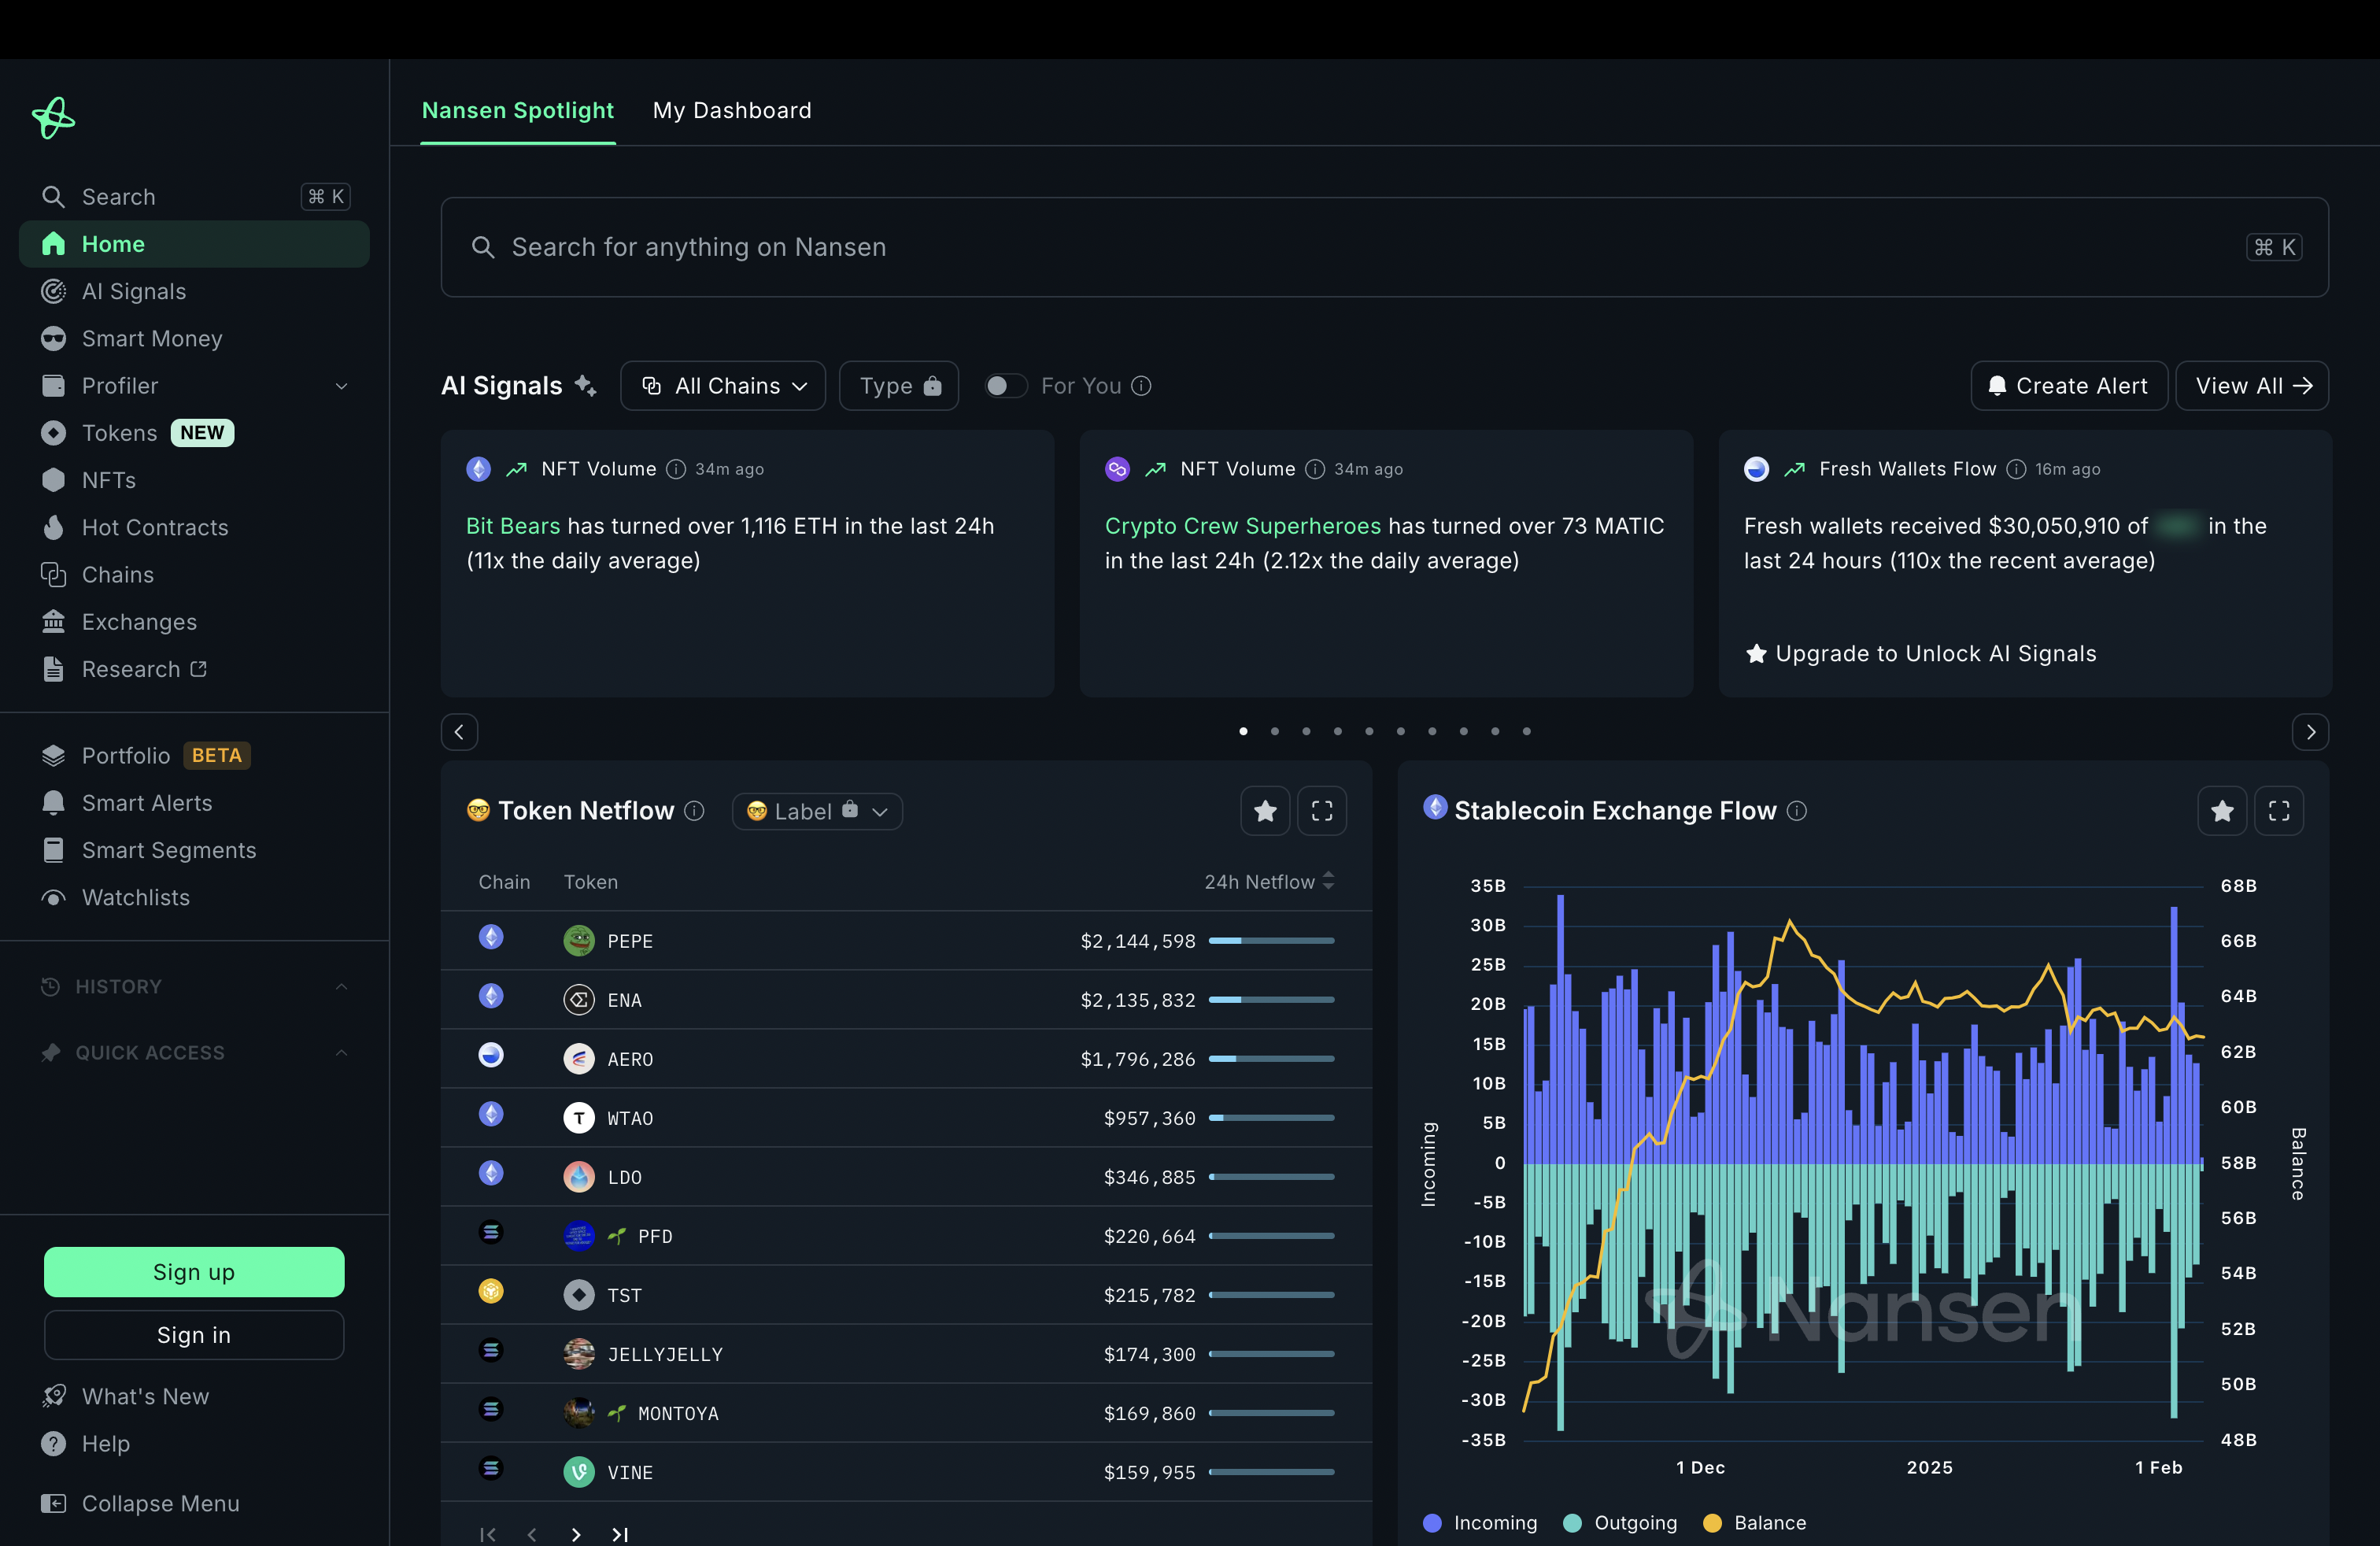 Nansen Spotlight
My Dashboard
Search
⌘ K
Home
AI Signals
Smart Money
Profiler
Tokens NEW
NFTs
Hot Contracts
Chains
Exchanges
Research
Portfolio BETA
Smart Alerts
Smart Segments
Watchlists
HISTORY
QUICK ACCESS
Sign up
Sign in
What's New
Help
Collapse Menu
Search for anything on Nansen
⌘ K
AI Signals
All Chains
Type
For You
Create Alert
View All
NFT Volume 34m ago
Bit Bears has turned over 1,116 ETH in the last 24h
(11x the daily average)
NFT Volume 34m ago
Crypto Crew Superheroes has turned over 73 MATIC
in the last 24h (2.12x the daily average)
Fresh Wallets Flow 16m ago
Fresh wallets received $30,050,910 of in the
last 24 hours (110x the recent average)
Upgrade to Unlock AI Signals
Token Netflow
Label
Chain Token 24h Netflow
PEPE $2,144,598
ENA $2,135,832
AERO $1,796,286
WTAO $957,360
LDO $346,885
PFD $220,664
TST $215,782
JELLYJELLY $174,300
MONTOYA $169,860
VINE $159,955
Stablecoin Exchange Flow
35B
30B
25B
20B
15B
10B
5B
0
-5B
-10B
-15B
-20B
-25B
-30B
-35B
Incoming
68B
66B
64B
62B
60B
58B
56B
54B
52B
50B
48B
Balance
Nansen
1 Dec 2025 1 Feb
Incoming Outgoing Balance